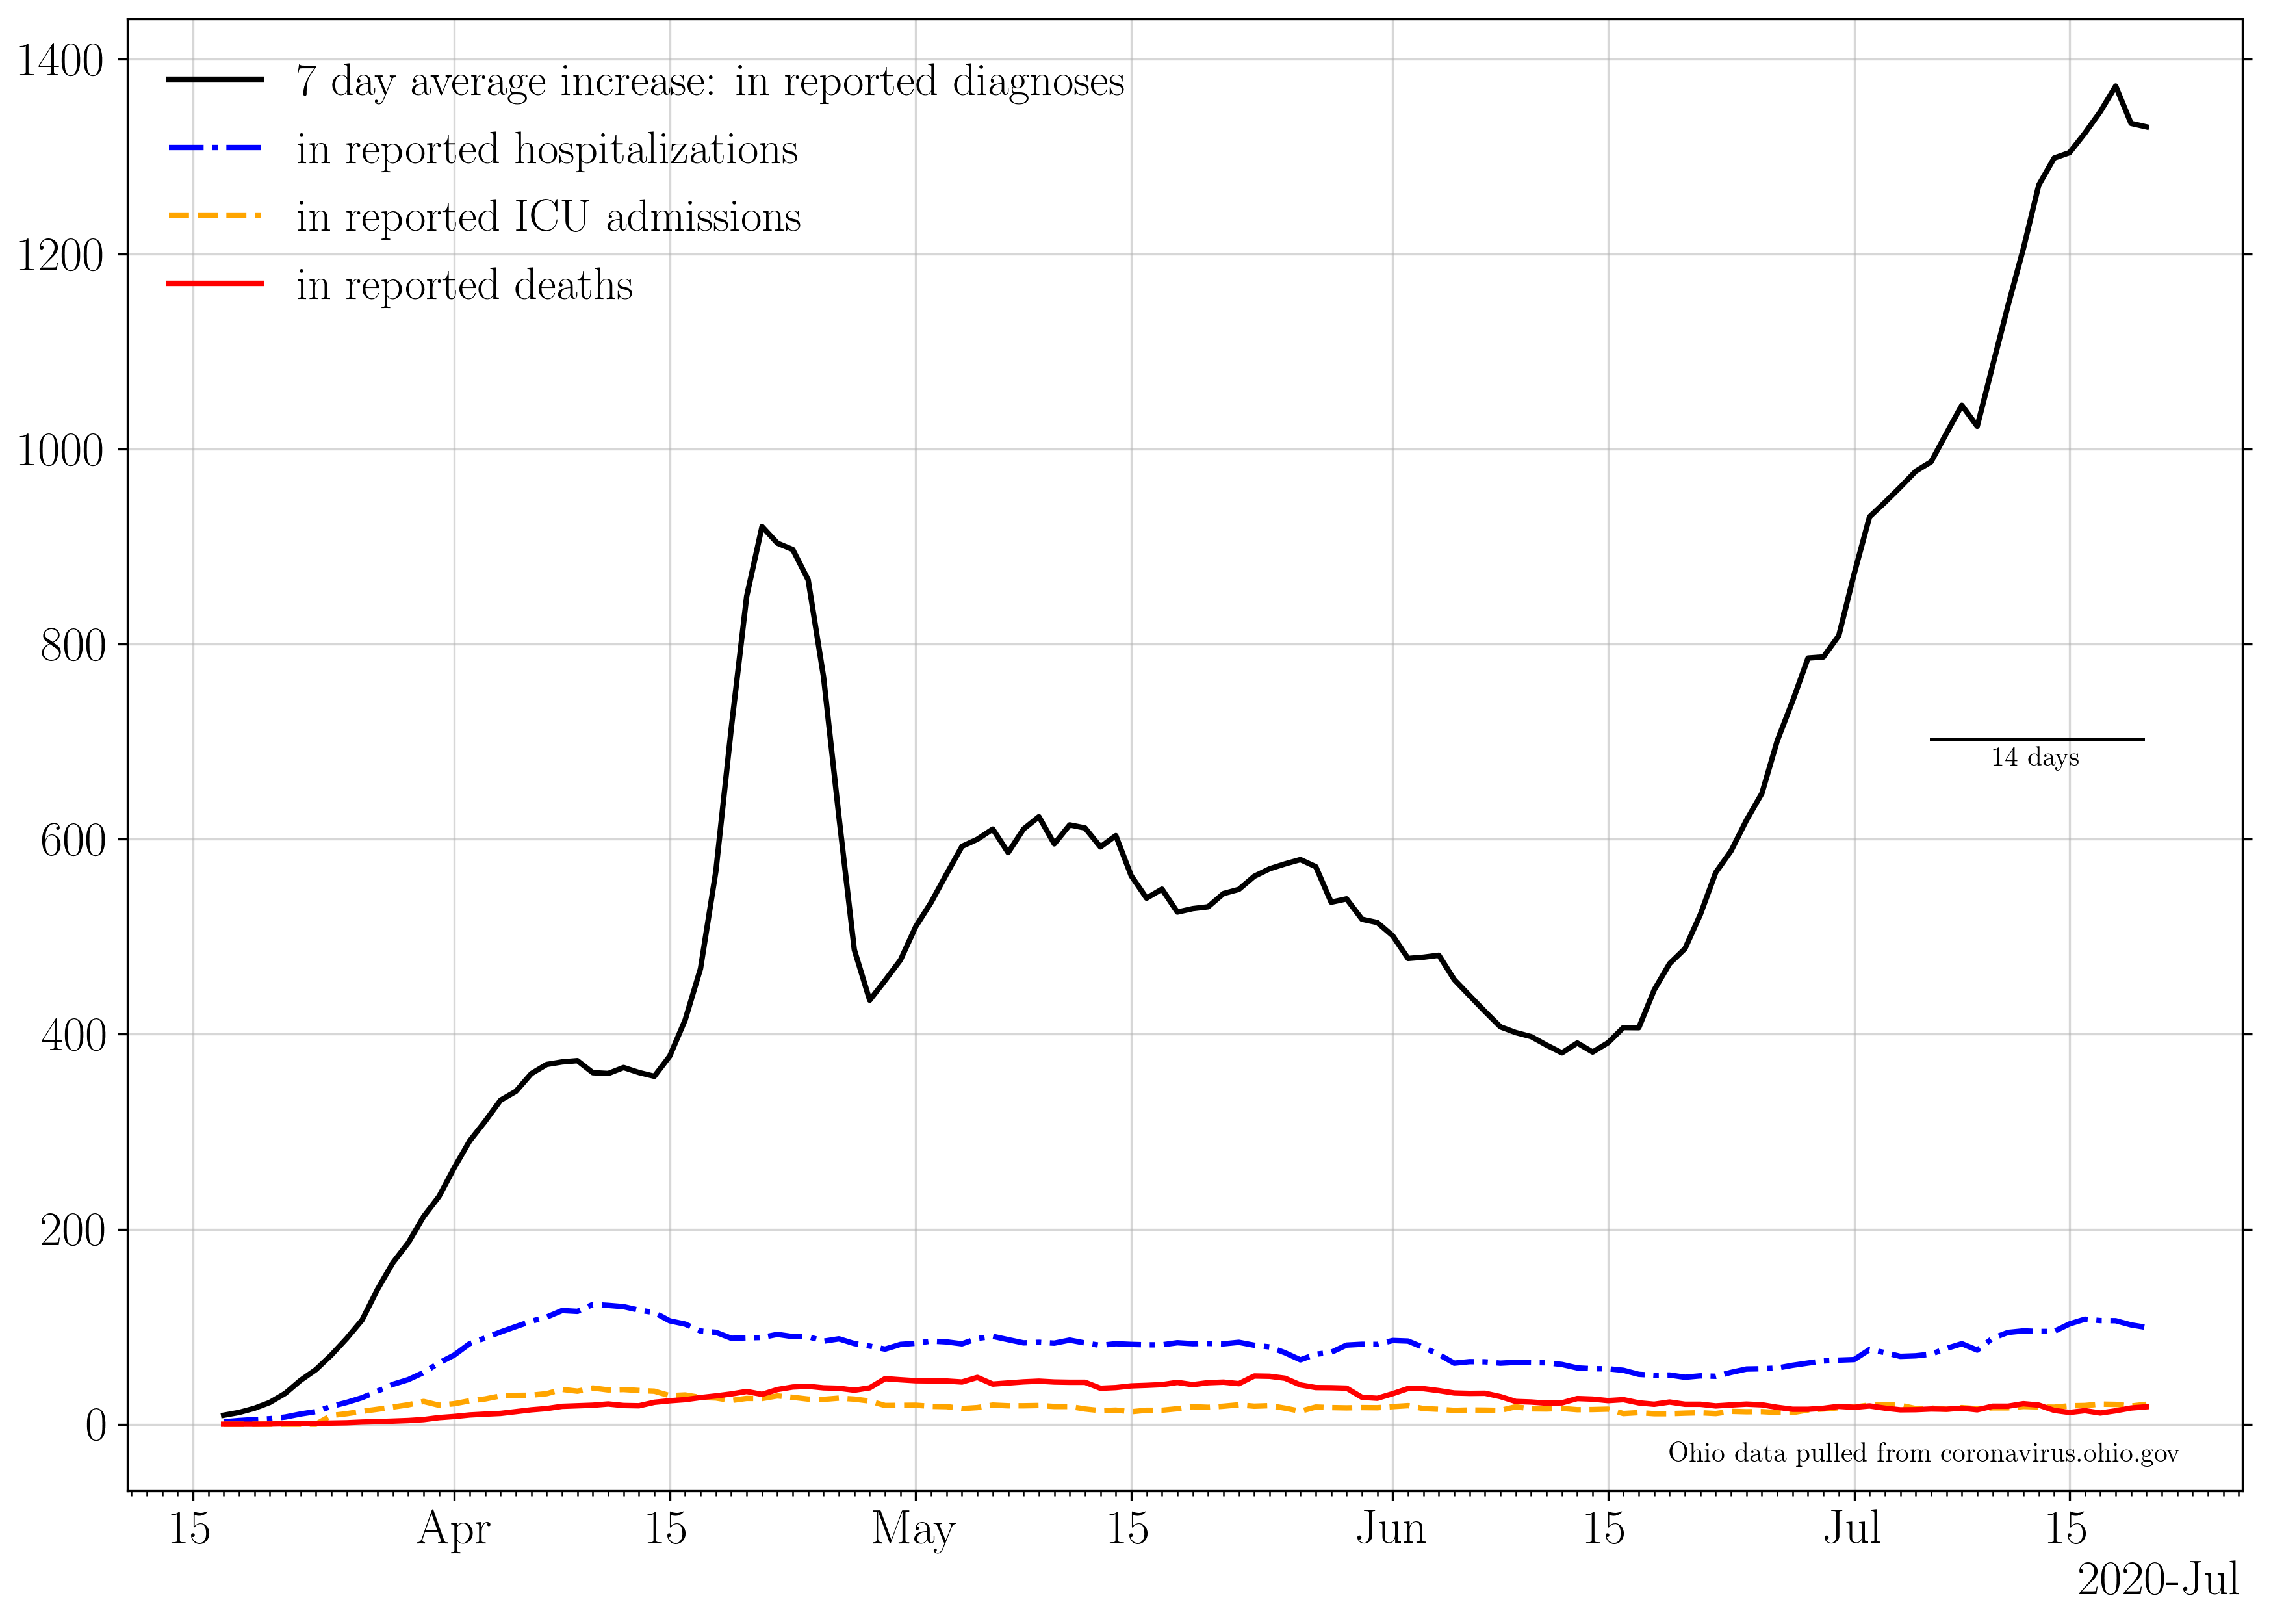 1400
7 day average increase: in reported diagnoses
in reported hospitalizations
in reported ICU admissions
in reported deaths
1200
1000
800
14 days
600
400
200
0
Ohio data pulled from coronavirus.ohio.gov
15 Apr 15 May 15 Jun 15 Jul 15
2020-Jul